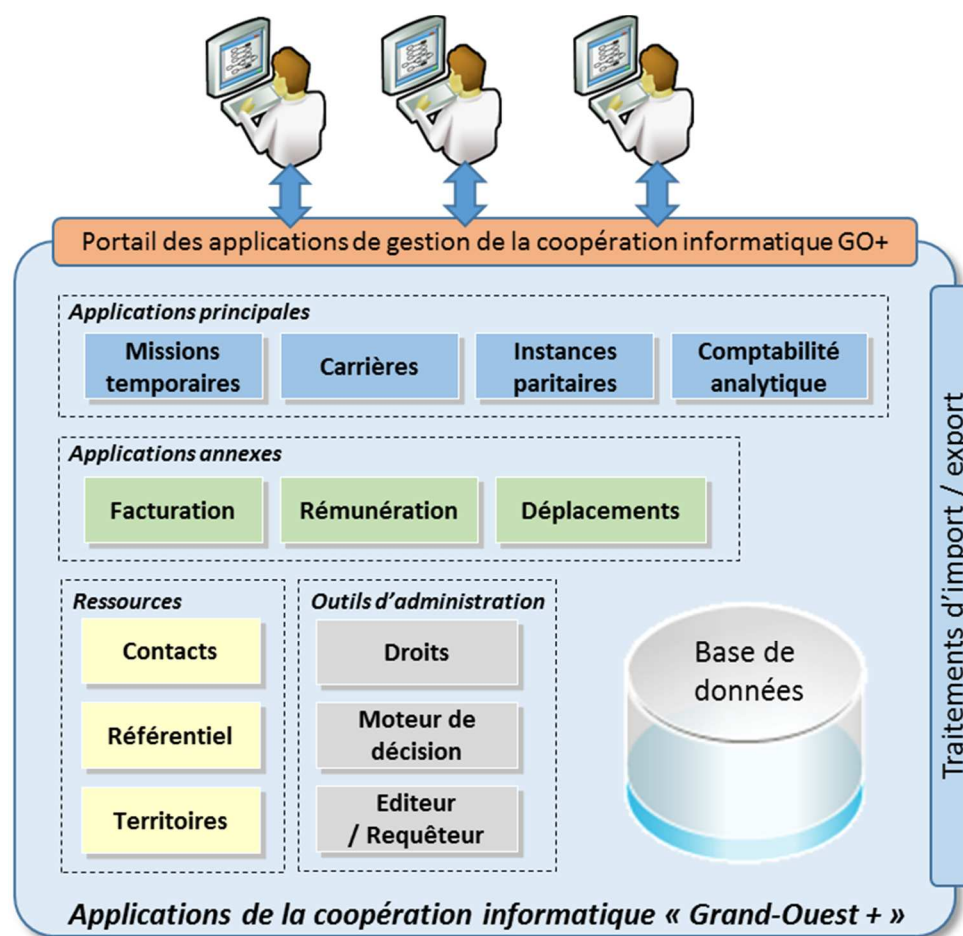 Portail des applications de gestion de la coopération informatique GO+
Applications principales
Missions
temporaires
Carrières
Instances
paritaires
Comptabilité
analytique
Applications annexes
Facturation
Rémunération
Déplacements
Ressources
Contacts
Référentiel
Territoires
Outils d'administration
Droits
Moteur de
décision
Editeur
/ Requêteur
Base de
données
Traitements d'import / export
Applications de la coopération informatique « Grand-Ouest + »